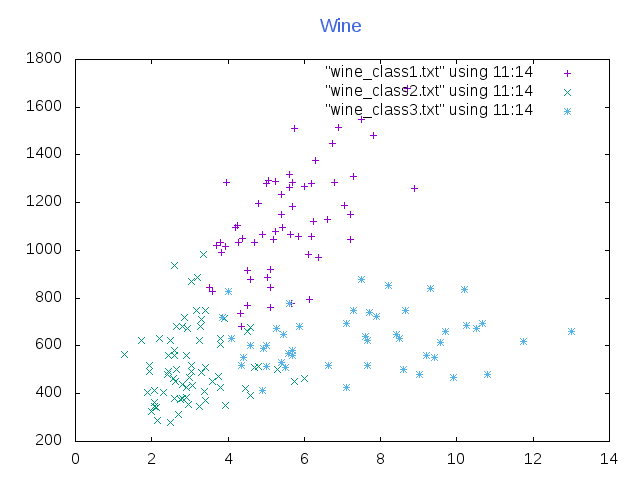 Wine
1800
"wine_class1.txt" using 11:14
"wine_class2.txt" using 11:14
"wine_class3.txt" using 11:14
1600
1400
1200
1000
800
600
400
200
0 2 4 6 8 10 12 14